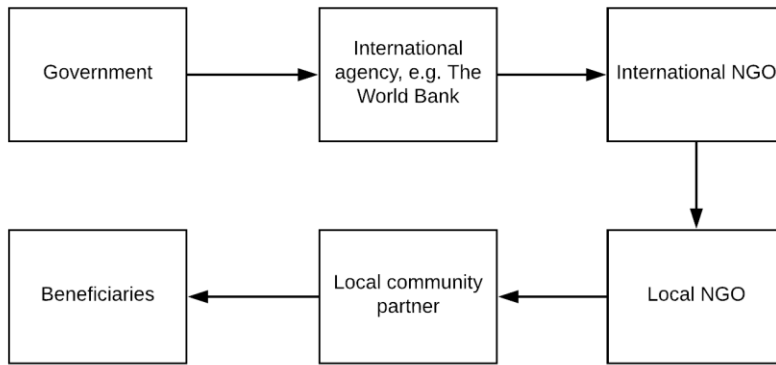 Government
International
agency, e.g. The
World Bank
International NGO
Beneficiaries
Local community
partner
Local NGO